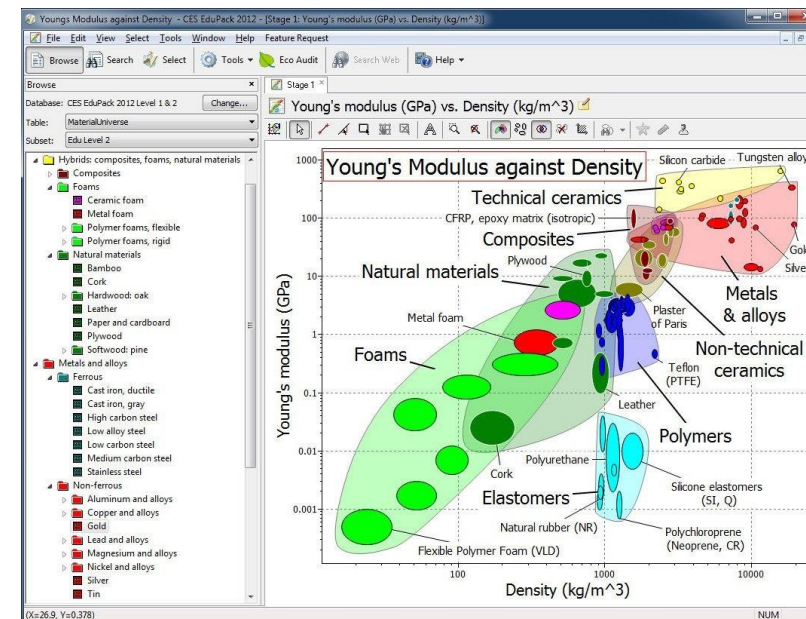 Youngs Modulus against Density - CES EduPack 2012 - [Stage 1: Young's modulus (GPa) vs. Density (kg/m^3)]
File Edit View Select Tools Window Help Feature Request
Browse Search Select Tools Eco Audit Search Web Help
Browse
Database: CES EduPack 2012 Level 1 & 2 Change...
Table: MaterialUniverse
Subset: Edu Level 2
Hybrids: composites, foams, natural materials
Composites
Foams
Ceramic foam
Metal foam
Polymer foams, flexible
Polymer foams, rigid
Natural materials
Bamboo
Cork
Hardwood: oak
Leather
Paper and cardboard
Plywood
Softwood: pine
Metals and alloys
Ferrous
Cast iron, ductile
Cast iron, gray
High carbon steel
Low alloy steel
Low carbon steel
Medium carbon steel
Stainless steel
Non-ferrous
Aluminum and alloys
Copper and alloys
Gold
Lead and alloys
Magnesium and alloys
Nickel and alloys
Silver
Tin
Stage 1
Young's modulus (GPa) vs. Density (kg/m^3)
Young's Modulus against Density
Silicon carbide
Tungsten alloy
Technical ceramics
CFRP, epoxy matrix (isotropic)
Composites
Plywood
Natural materials
Gol
Silve
Metal foam
Metals
& alloys
Plaster
of Paris
Foams
Non-technical
ceramics
Teflon
(PTFE)
Leather
Polymers
Cork
Polyurethane
Elastomers
Silicone elastomers
(SI, Q)
Natural rubber (NR)
Polychloroprene
(Neoprene, CR)
Flexible Polymer Foam (VLD)
Young's modulus (GPa)
1000
100
10
1
0.1
0.01
0.001
100 1000 10000
Density (kg/m^3)
(X=26.9, Y=0.378) NUM